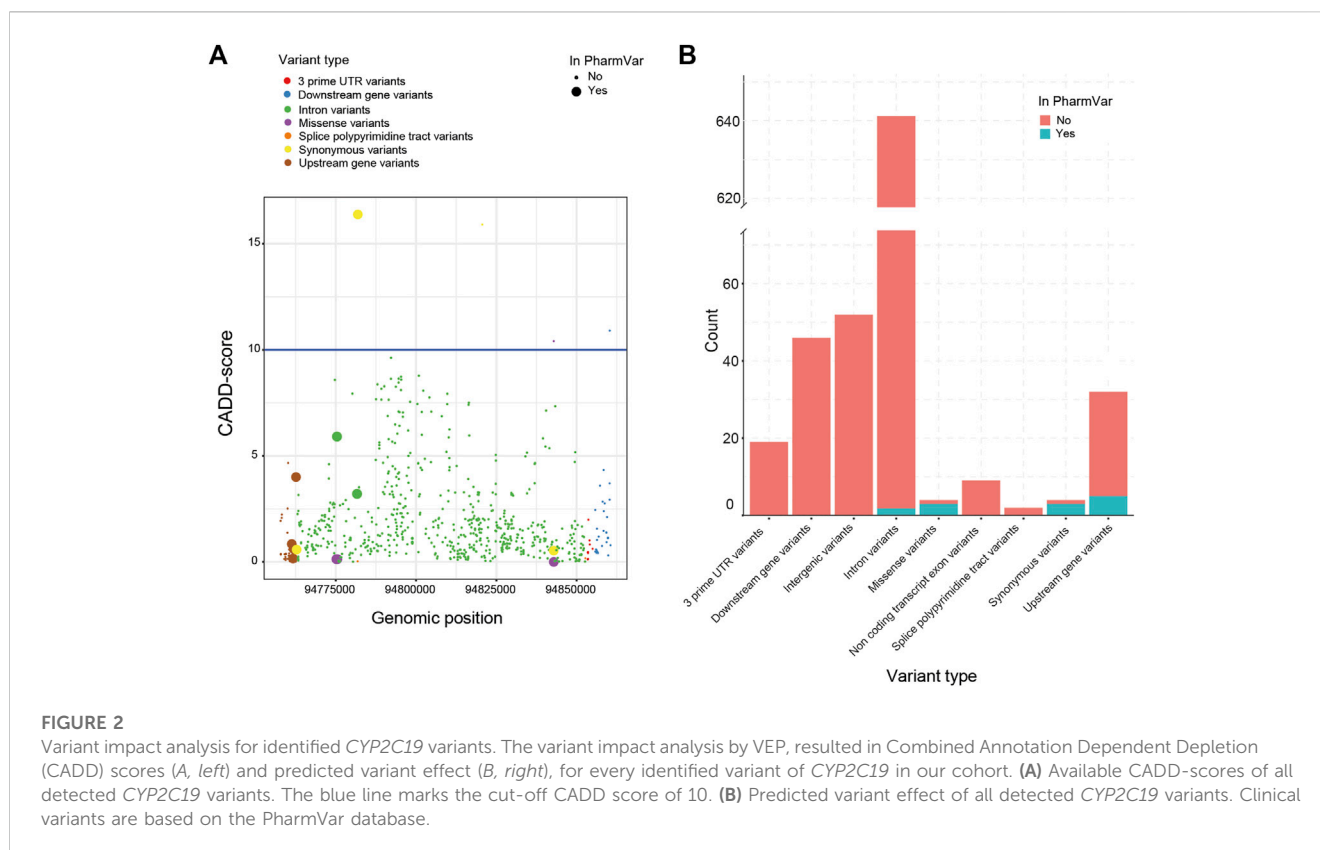 A
Variant type
3 prime UTR variants
Downstream gene variants
Intron variants
Missense variants
Splice polypyrimidine tract variants
Synonymous variants
Upstream gene variants
In PharmVar
No
Yes
15
10
5
0
CADD-score
94775000
94800000
94825000
94850000
Genomic position
B
In PharmVar
No
Yes
640
620
60
40
20
0
Count
3 prime UTR variants
Downstream gene variants
Intergenic variants
Intron variants
Missense variants
Non coding transcript exon variants
Splice polypyrimidine tract variants
Synonymous variants
Upstream gene variants
Variant type
FIGURE 2
Variant impact analysis for identified CYP2C19 variants. The variant impact analysis by VEP, resulted in Combined Annotation Dependent Depletion
(CADD) scores (A, left) and predicted variant effect (B, right), for every identified variant of CYP2C19 in our cohort. (A) Available CADD-scores of all
detected CYP2C19 variants. The blue line marks the cut-off CADD score of 10. (B) Predicted variant effect of all detected CYP2C19 variants. Clinical
variants are based on the PharmVar database.